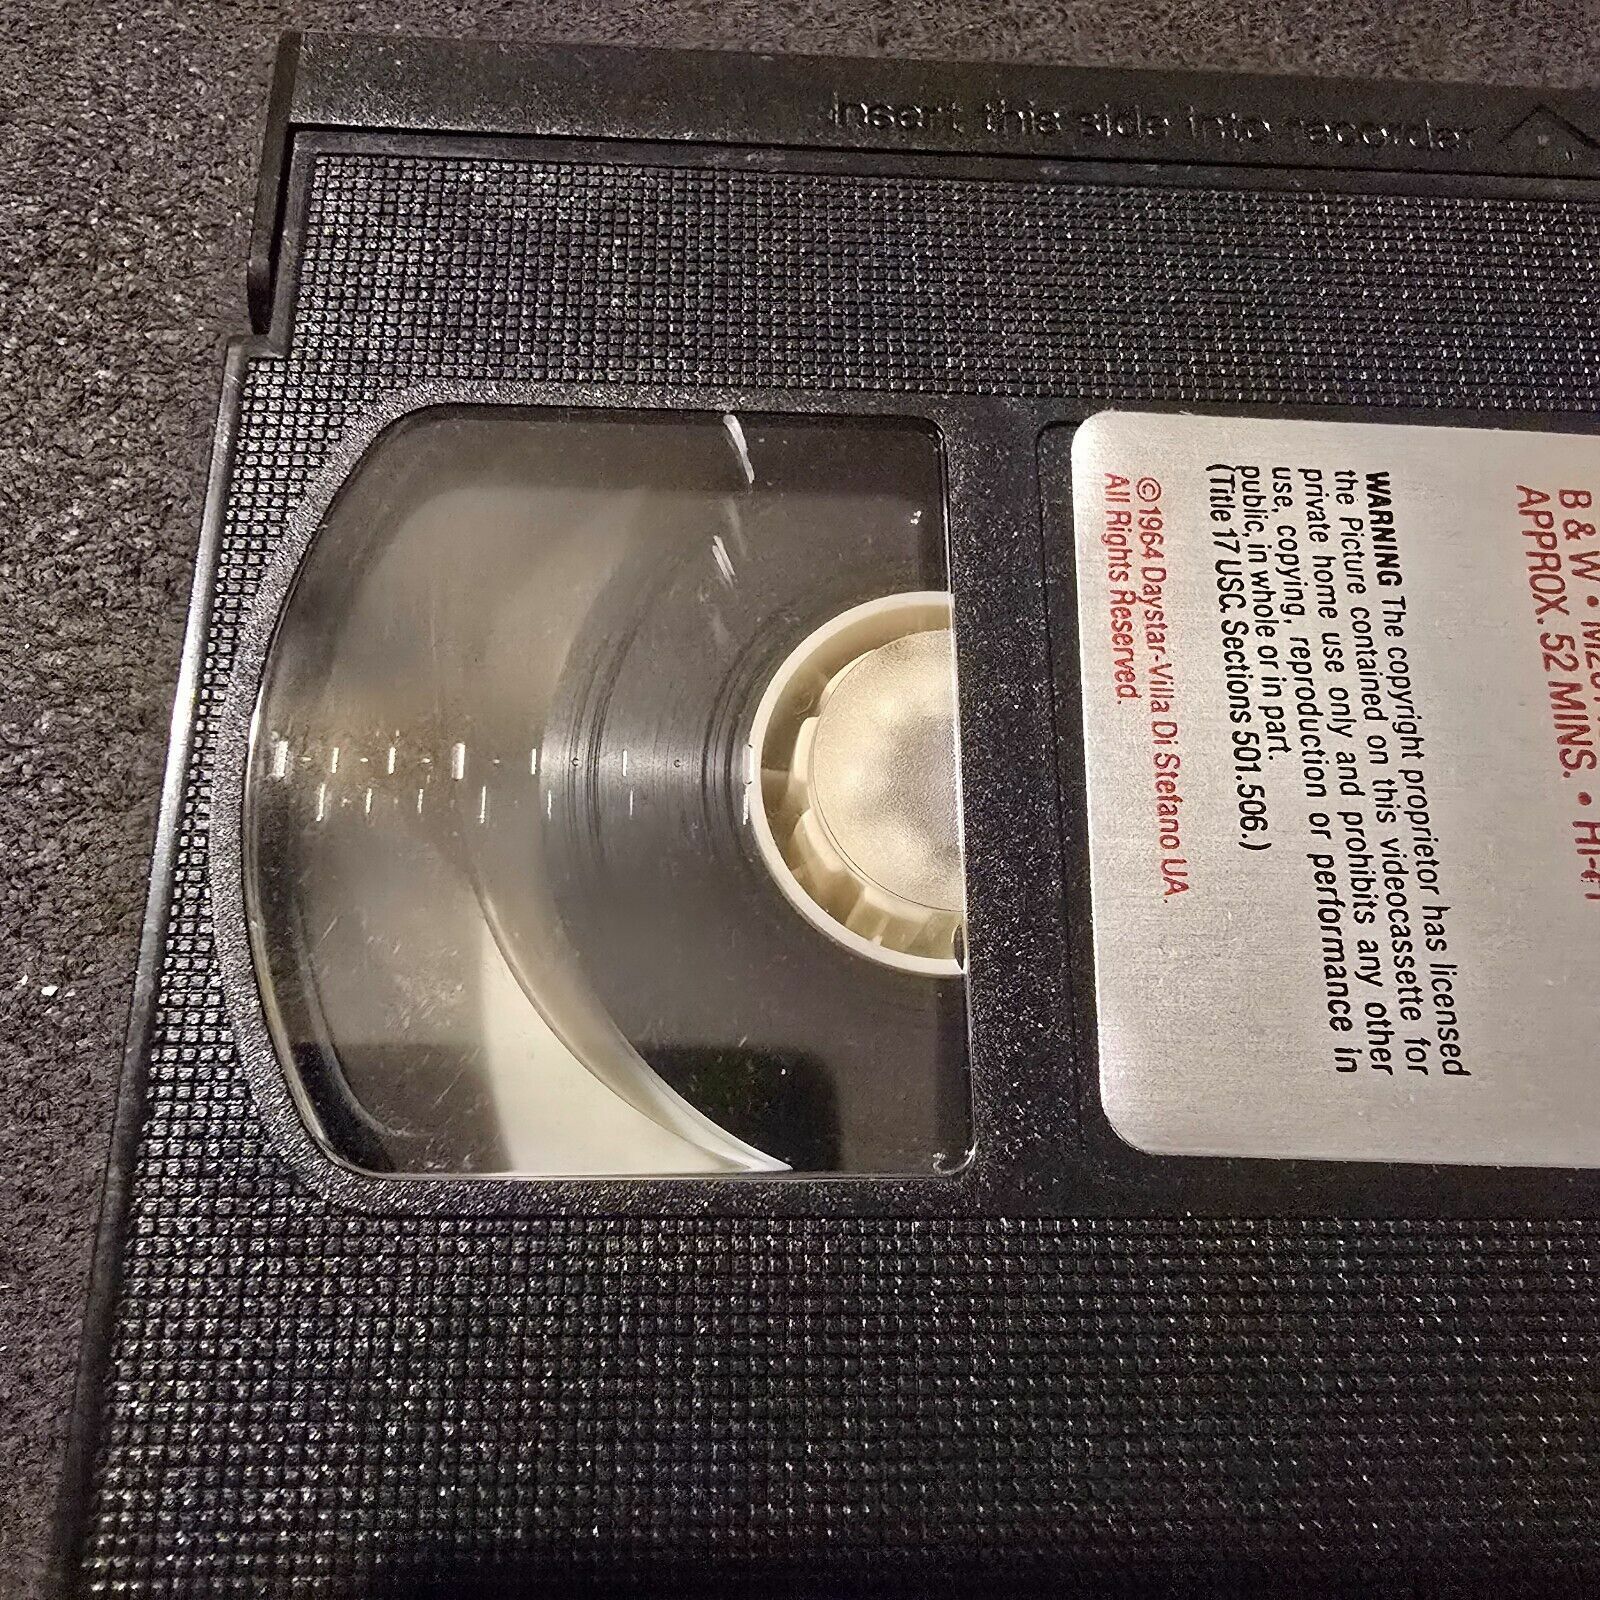 Insert this side into recorder
B & W •
APPROX. 52 MINS. • HI-FI
WARNING The copyright proprietor has licensed
the Picture contained on this videocassette for
private home use only and prohibits any other
use, copying, reproduction or performance in
public, in whole or in part.
(Title 17 USC. Sections 501.506.)
© 1964 Daystar-Villa Di Stefano UA.
All Rights Reserved.